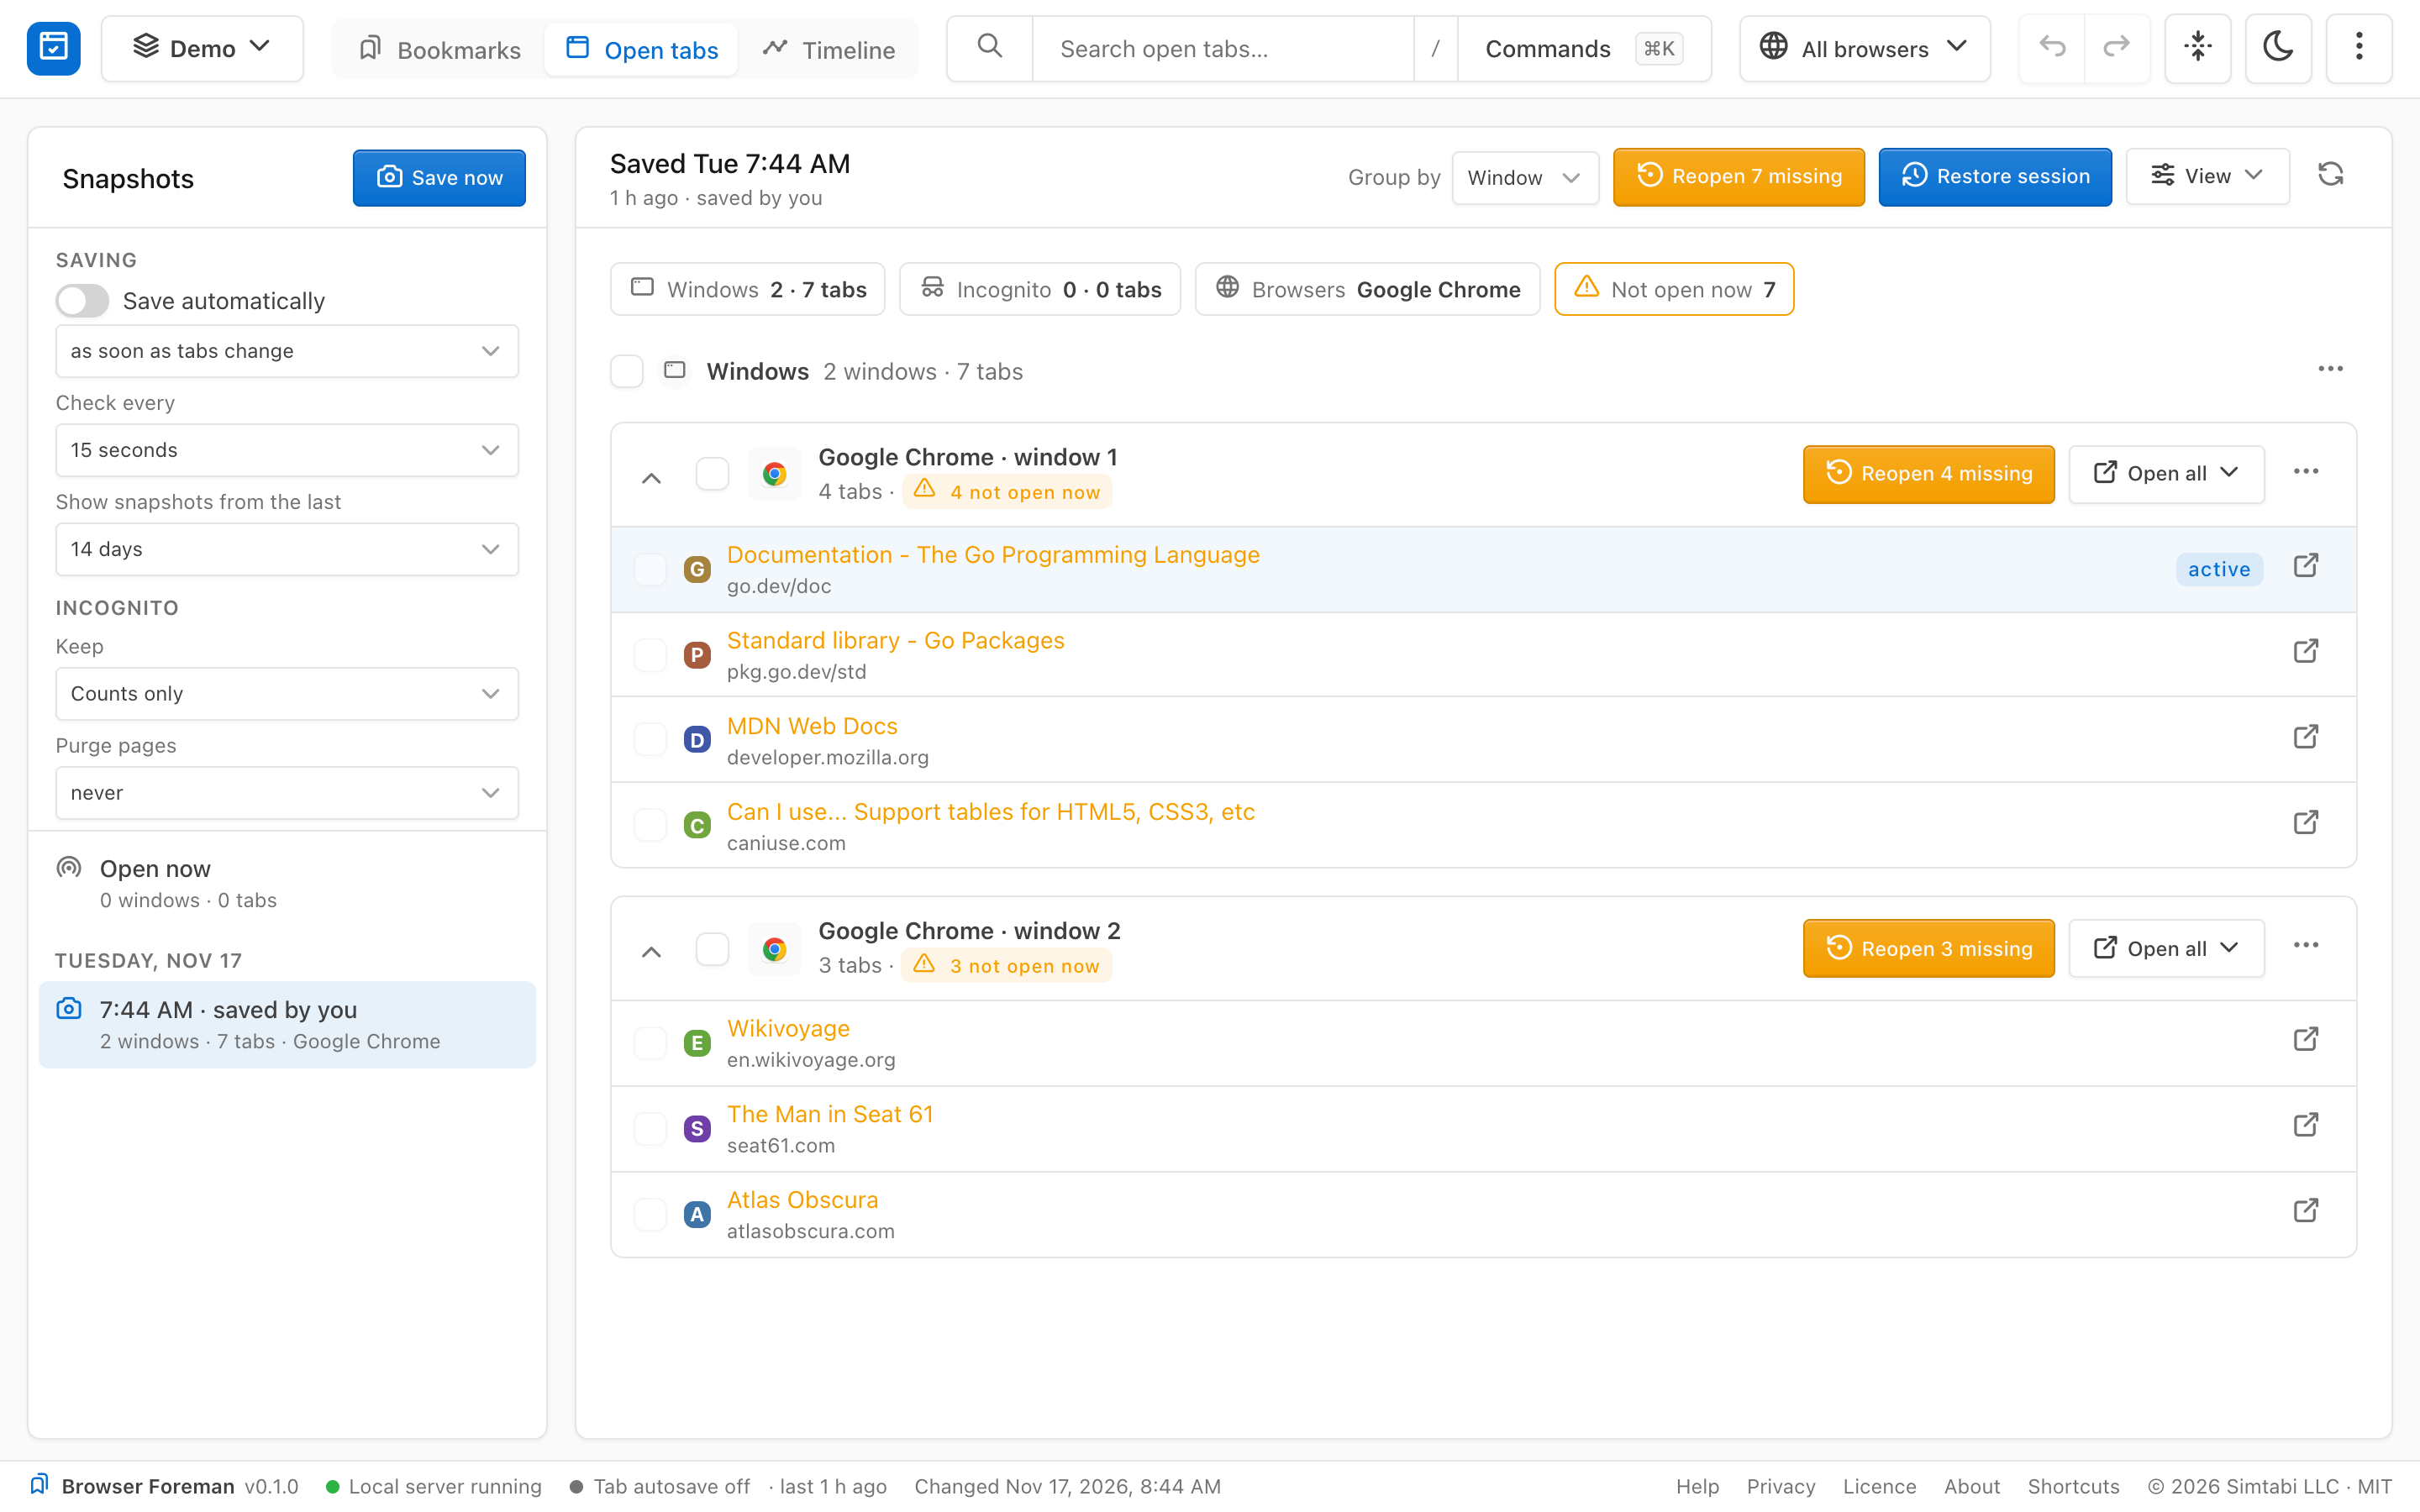 Demo
Bookmarks
Open tabs
Timeline
Search open tabs...
/
Commands ⌘K
All browsers
Snapshots
Save now
SAVING
Save automatically
as soon as tabs change
Check every
15 seconds
Show snapshots from the last
14 days
INCOGNITO
Keep
Counts only
Purge pages
never
Open now
0 windows · 0 tabs
TUESDAY, NOV 17
7:44 AM · saved by you
2 windows · 7 tabs · Google Chrome
Saved Tue 7:44 AM
1 h ago · saved by you
Group by
Window
Reopen 7 missing
Restore session
View
Windows 2 · 7 tabs
Incognito 0 · 0 tabs
Browsers Google Chrome
Not open now 7
Windows 2 windows · 7 tabs
Google Chrome · window 1
4 tabs · 4 not open now
Reopen 4 missing
Open all
G
Documentation - The Go Programming Language
go.dev/doc
active
P
Standard library - Go Packages
pkg.go.dev/std
D
MDN Web Docs
developer.mozilla.org
C
Can I use... Support tables for HTML5, CSS3, etc
caniuse.com
Google Chrome · window 2
3 tabs · 3 not open now
Reopen 3 missing
Open all
E
Wikivoyage
en.wikivoyage.org
S
The Man in Seat 61
seat61.com
A
Atlas Obscura
atlasobscura.com
Browser Foreman v0.1.0
Local server running
Tab autosave off · last 1 h ago
Changed Nov 17, 2026, 8:44 AM
Help
Privacy
Licence
About
Shortcuts
© 2026 Simtabi LLC · MIT